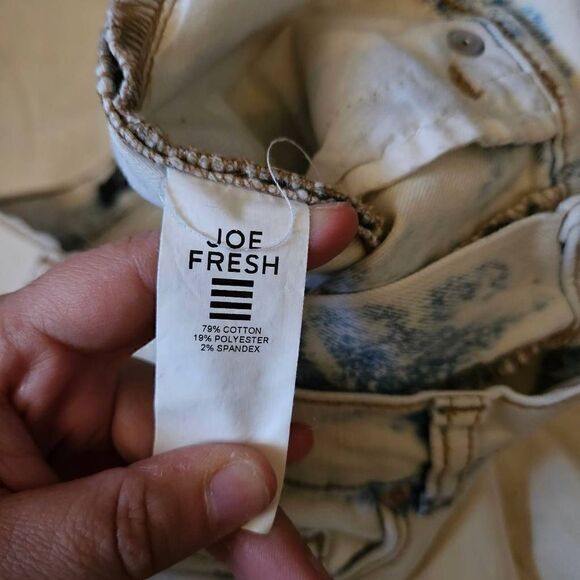 JOE
FRESH
79% COTTON
19% POLYESTER
2% SPANDEX